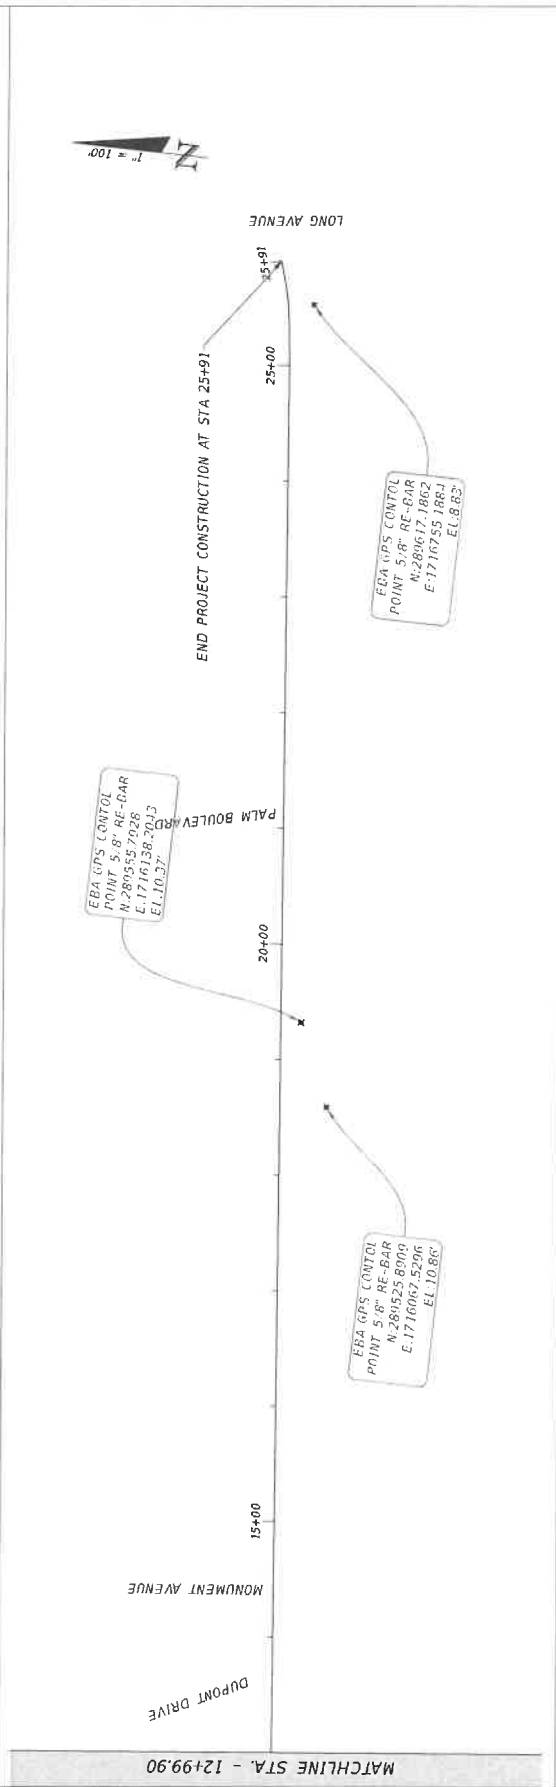 1" = 100'
N
LONG AVENUE
25+91
END PROJECT CONSTRUCTION AT STA 25+91
25+00
EBA GPS CONTOL
POINT 5/8" RE-BAR
N:289617.1862
E:1716755.1884
EL:8.83'
PALM BOULEVARD
EBA GPS CONTOL
POINT 5/8" RE-BAR
N:289555.7928
E:1716138.2043
EL:10.37'
20+00
EBA GPS CONTOL
POINT 5/8" RE-BAR
N:289525.8909
E:1716067.5296
EL:10.86'
15+00
MONUMENT AVENUE
DUPONT DRIVE
MATCHLINE STA. - 12+99.90